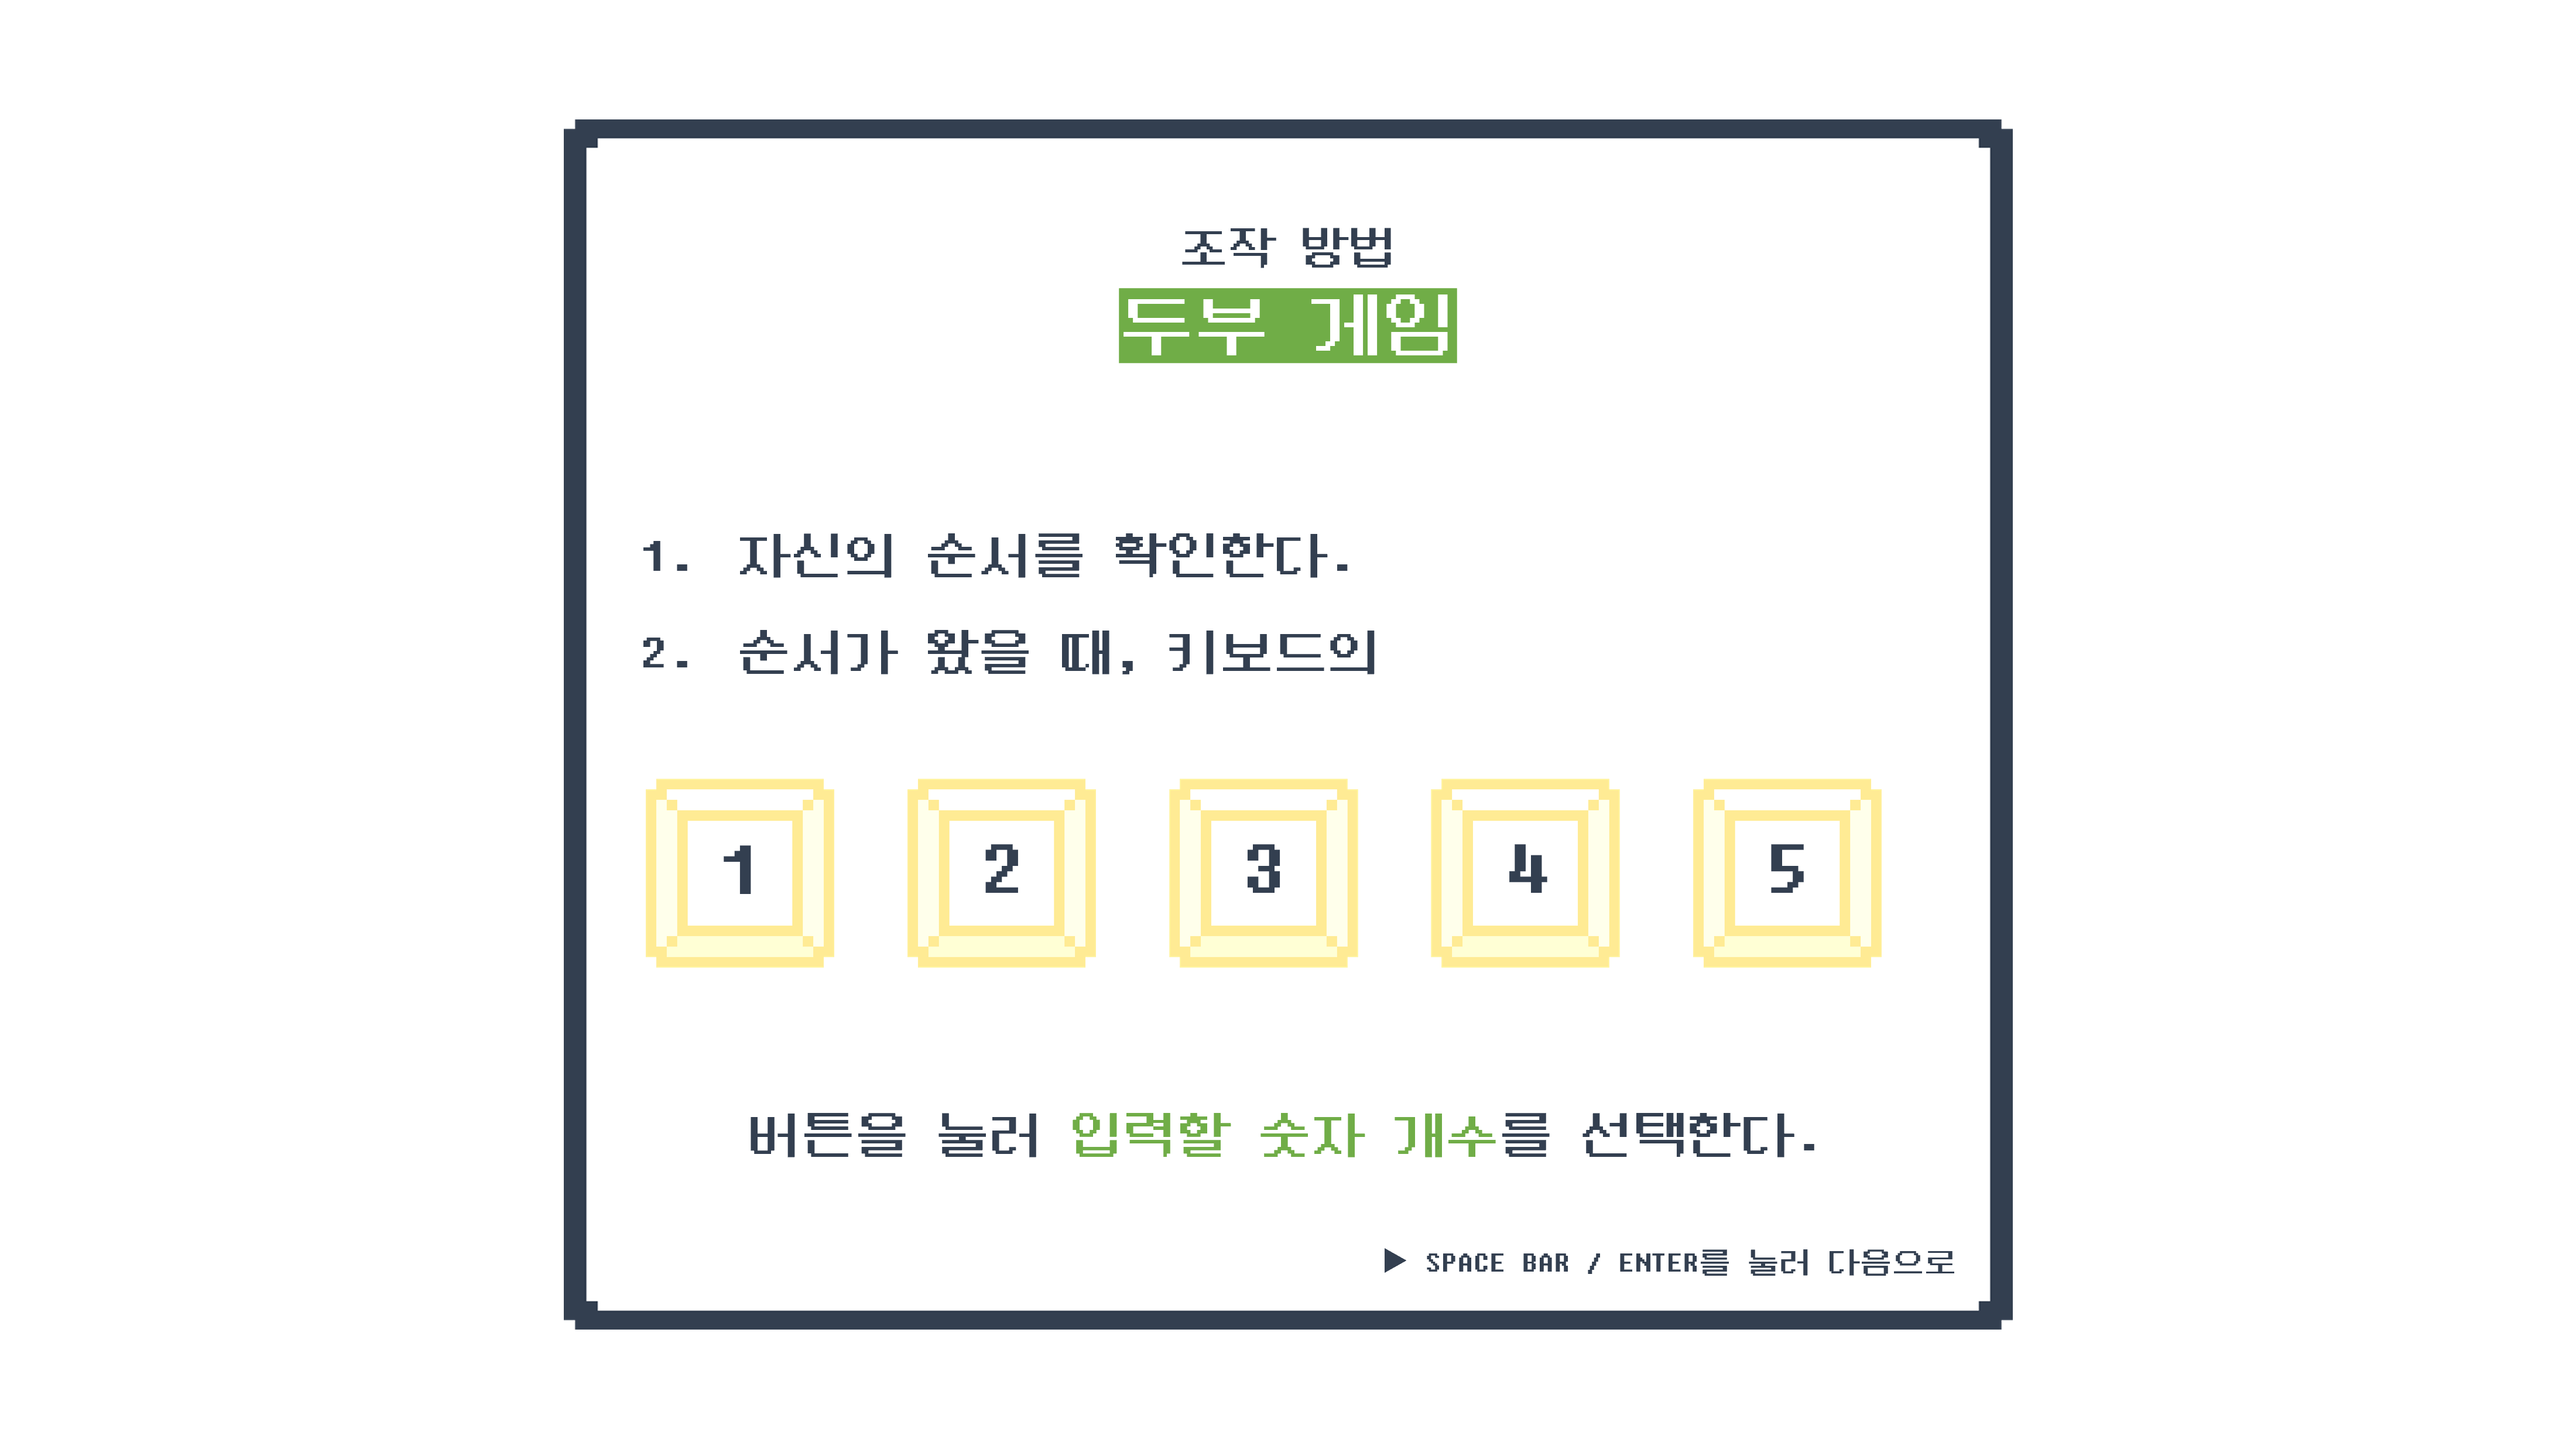 조작 방법
두부 게임
1. 자신의 순서를 확인한다.
2. 순서가 왔을 때, 키보드의
1 2 3 4 5
버튼을 눌러 입력할 숫자 개수를 선택한다.
▶ SPACE BAR / ENTER를 눌러 다음으로